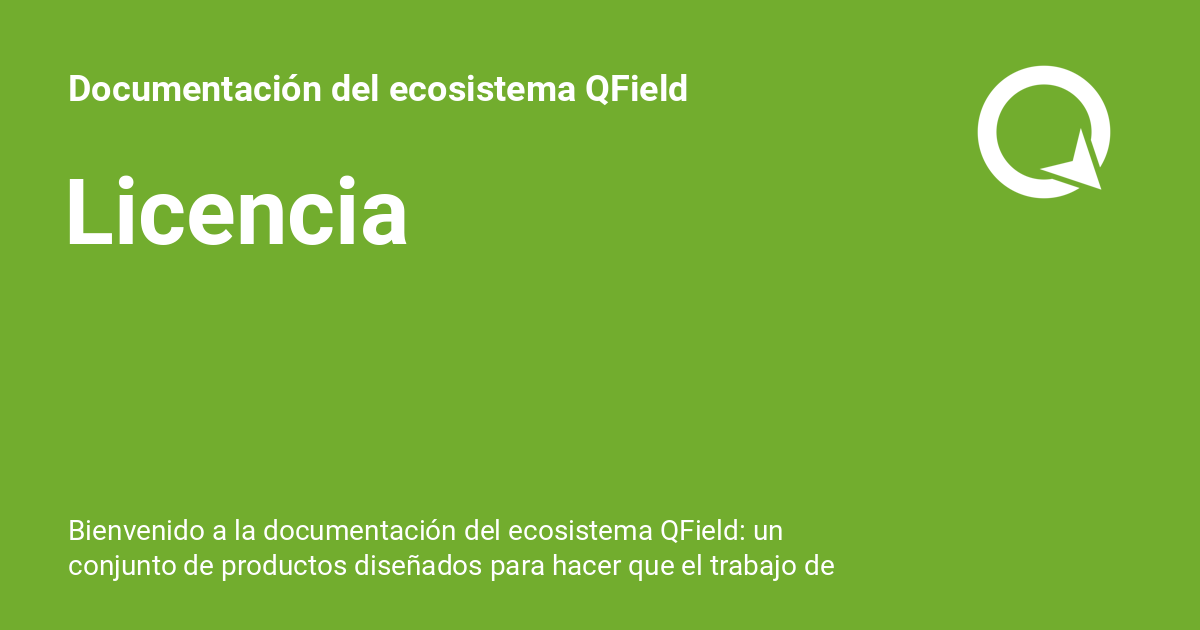 Documentación del ecosistema QField
Licencia
Bienvenido a la documentación del ecosistema QField: un
conjunto de productos diseñados para hacer que el trabajo de